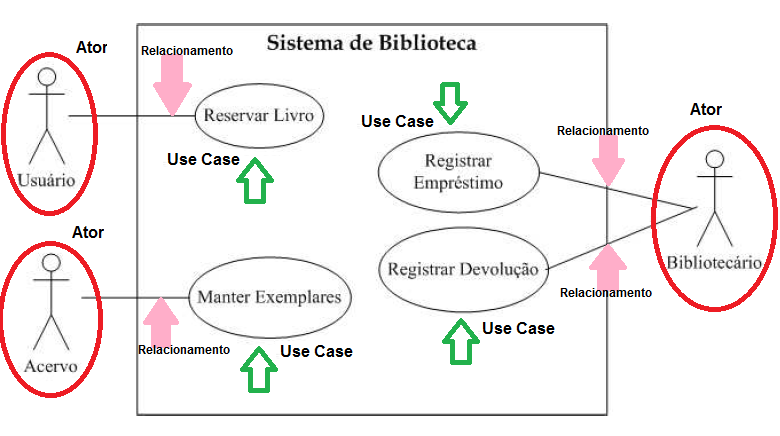 Sistema de Biblioteca
Ator
Relacionamento
Usuário
Reservar Livro
Use Case
Use Case
Registrar
Empréstimo
Relacionamento
Ator
Bibliotecário
Ator
Acervo
Manter Exemplares
Relacionamento
Use Case
Registrar Devolução
Relacionamento
Use Case